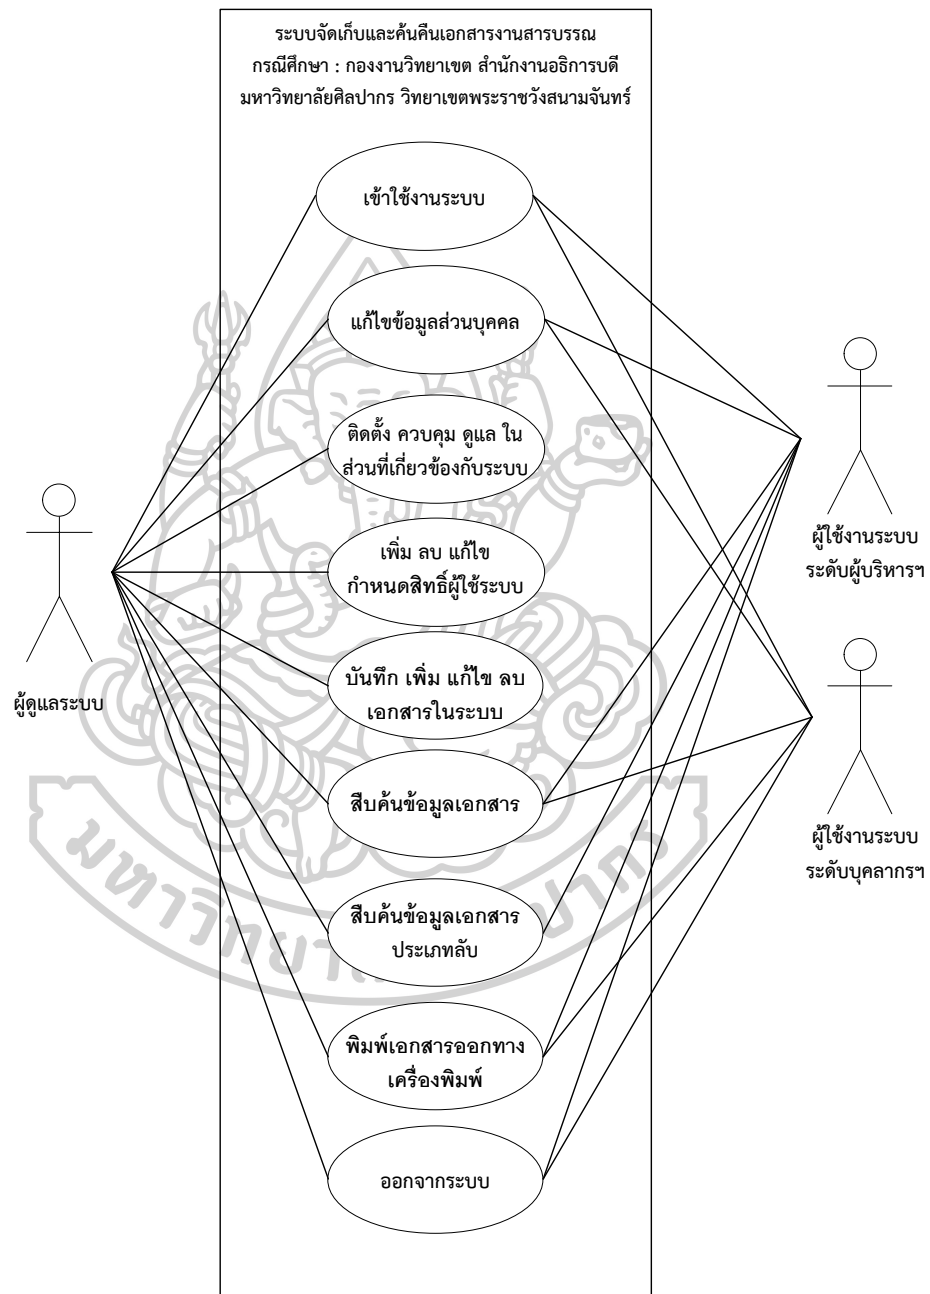 ระบบจัดเก็บและค้นคืนเอกสารงานสารบรรณ
กรณีศึกษา : กองงานวิทยาเขต สำนักงานอธิการบดี
มหาวิทยาลัยศิลปากร วิทยาเขตพระราชวังสนามจันทร์
เข้าใช้งานระบบ
แก้ไขข้อมูลส่วนบุคคล
ติดตั้ง ควบคุม ดูแล ใน
ส่วนที่เกี่ยวข้องกับระบบ
เพิ่ม ลบ แก้ไข
กำหนดสิทธิ์ผู้ใช้ระบบ
บันทึก เพิ่ม แก้ไข ลบ
เอกสารในระบบ
สืบค้นข้อมูลเอกสาร
สืบค้นข้อมูลเอกสาร
ประเภทลับ
พิมพ์เอกสารออกทาง
เครื่องพิมพ์
ออกจากระบบ
ผู้ดูแลระบบ
ผู้ใช้งานระบบ
ระดับผู้บริหารฯ
ผู้ใช้งานระบบ
ระดับบุคลากรฯ